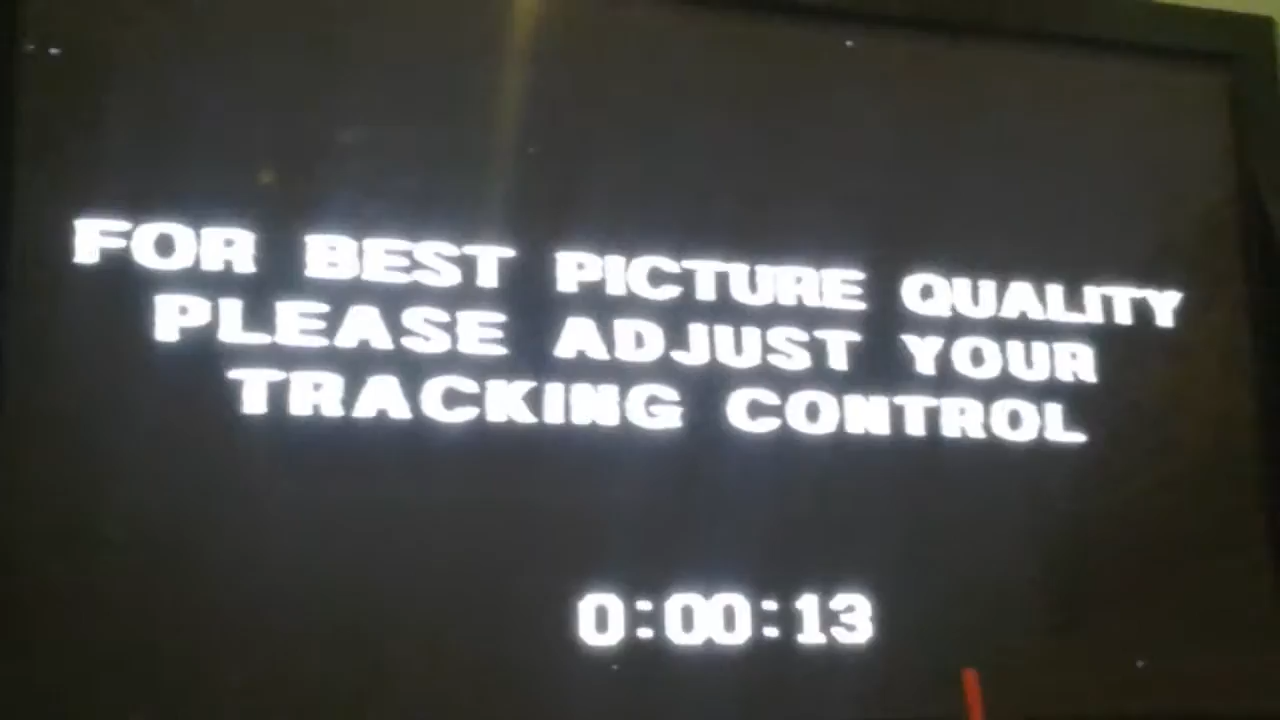 FOR BEST PICTURE QUALITY
PLEASE ADJUST YOUR
TRACKING CONTROL
0:00:13